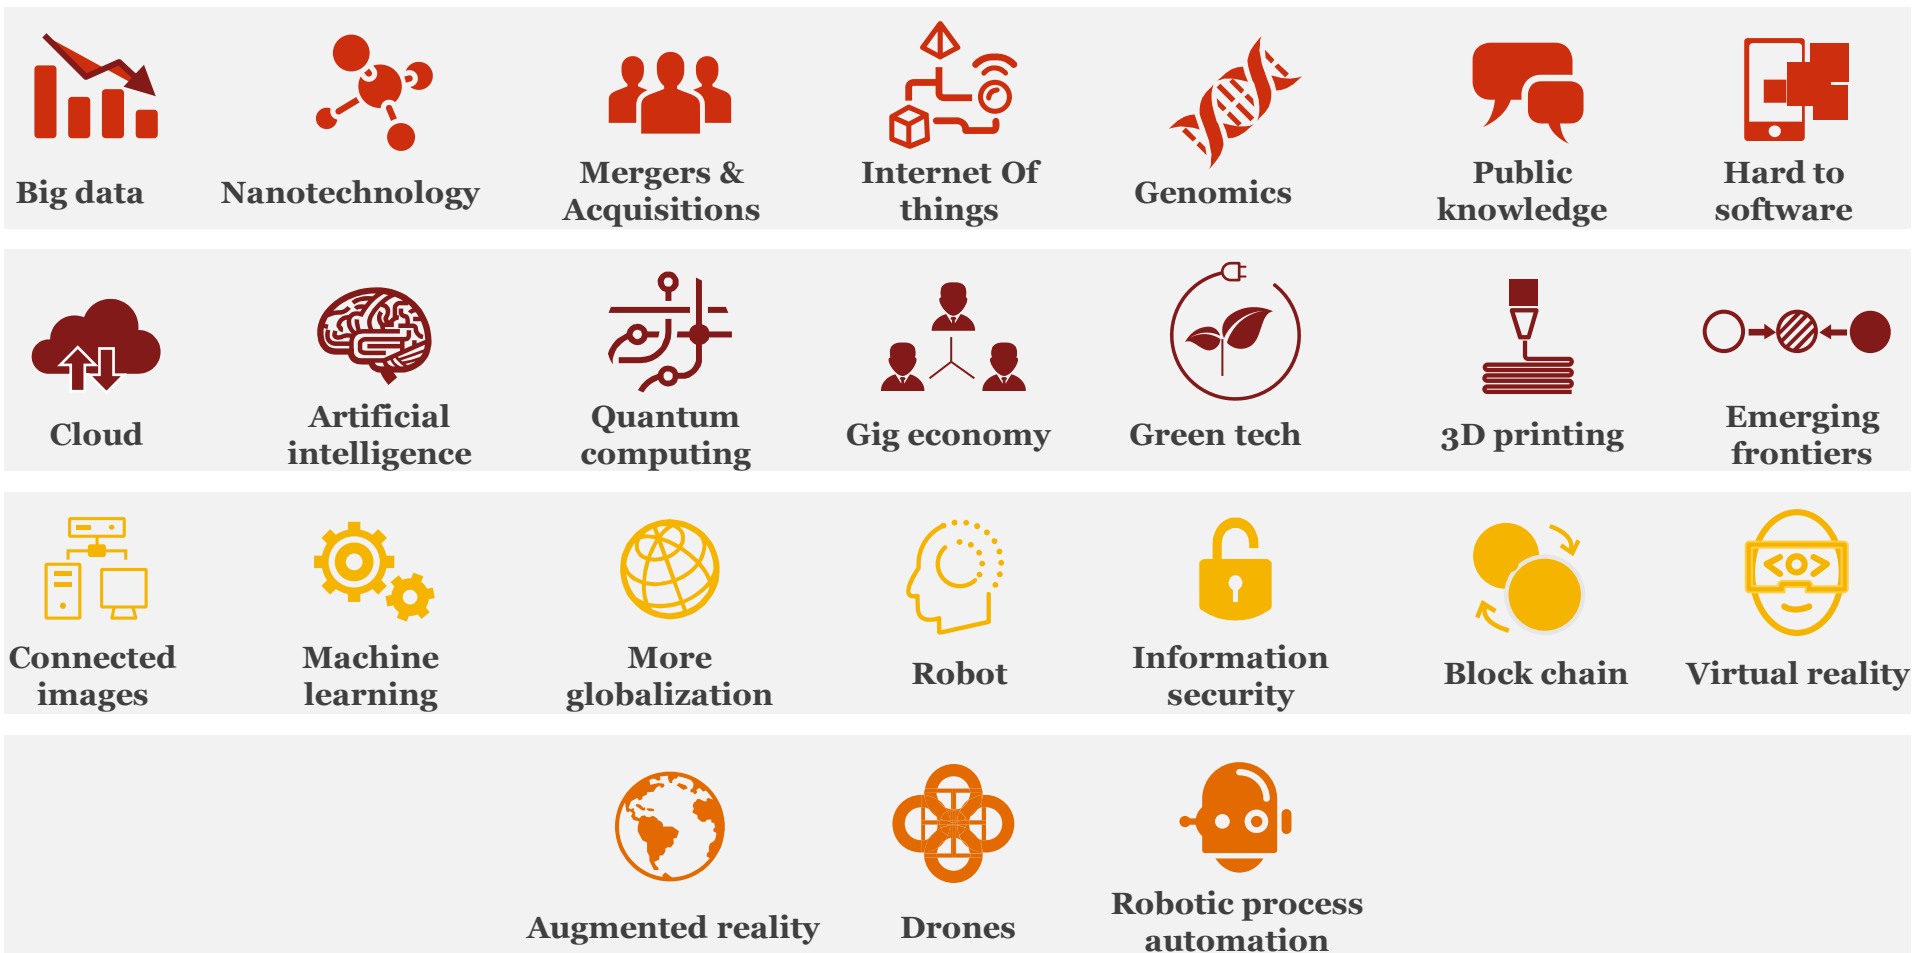 Big data
Nanotechnology
Mergers &
Acquisitions
Internet Of
things
Genomics
Public
knowledge
Hard to
software
Cloud
Artificial
intelligence
Quantum
computing
Gig economy
Green tech
3D printing
Emerging
frontiers
Connected
images
Machine
learning
More
globalization
Robot
Information
security
Block chain
Virtual reality
Augmented reality
Drones
Robotic process
automation